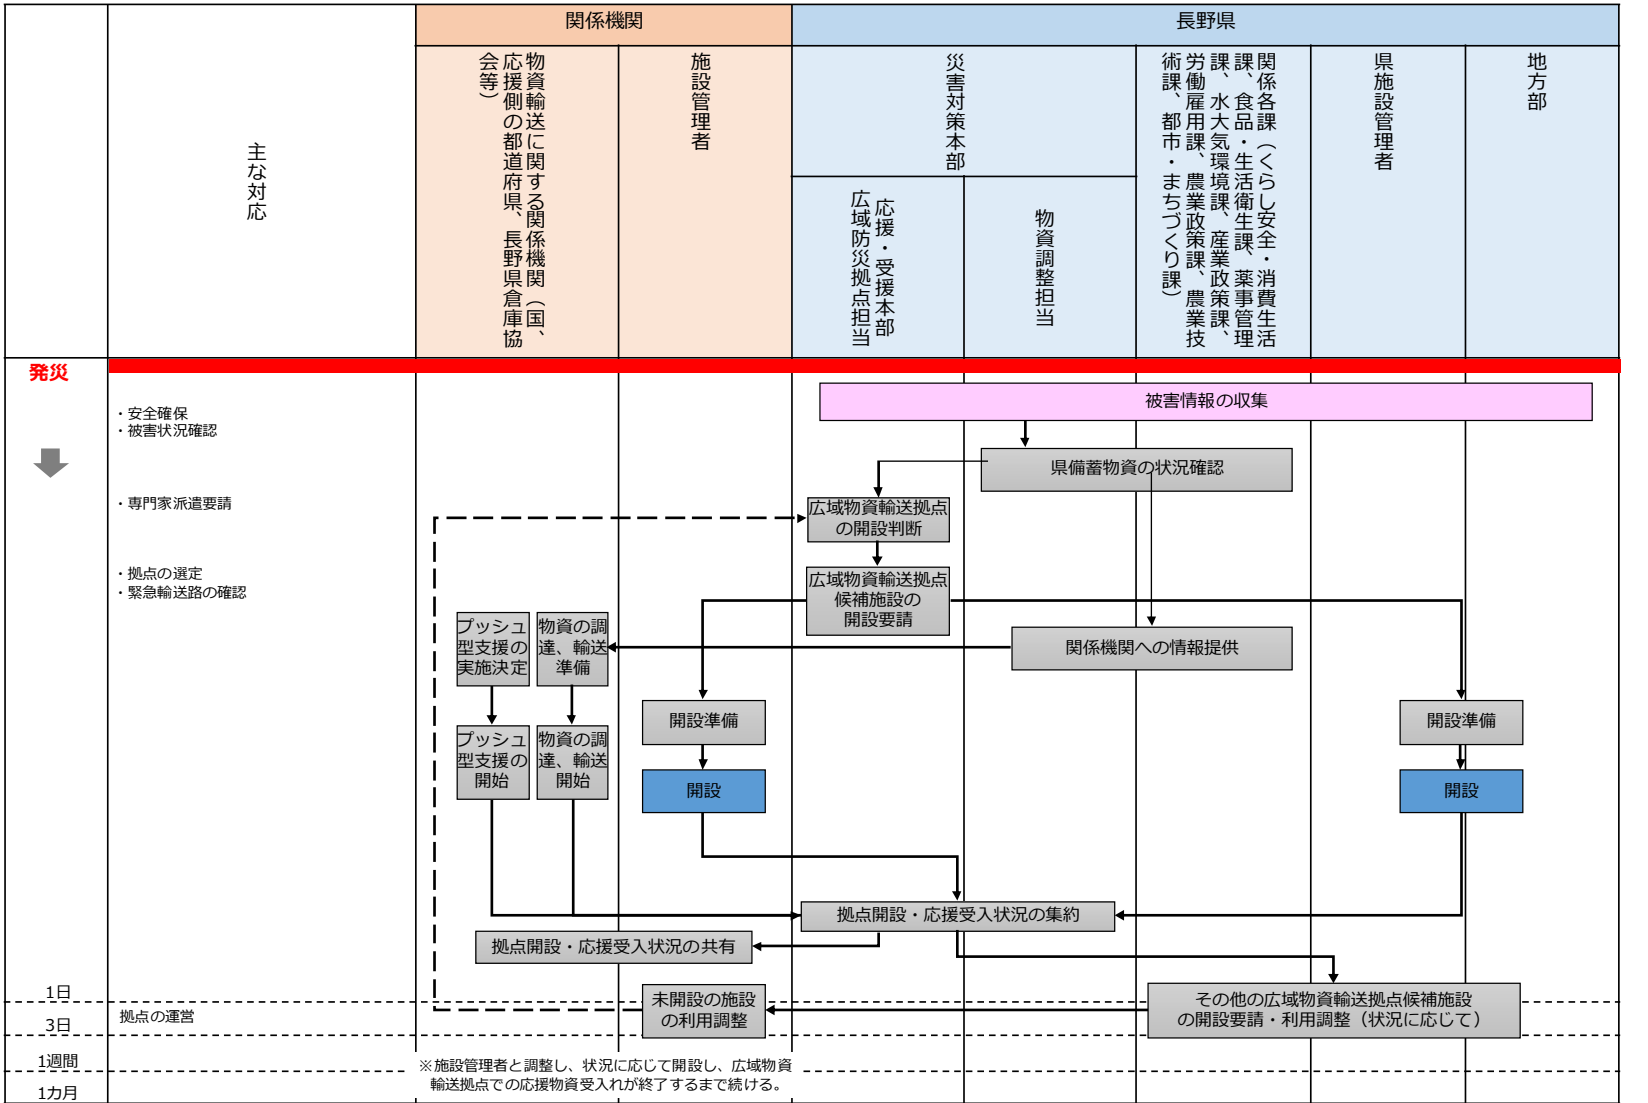 関係機関
長野県
主な対応
物資輸送に関する関係機関（国、
応援側の都道府県、長野県倉庫協
会等）
施設管理者
災害対策本部
応援・受援本部
広域防災拠点担当
物資調整担当
関係各課（くらし安全・消費生活
課、食品・生活衛生課、薬事管理
課、水大気環境課、産業政策課、
労働雇用課、農業政策課、農業技
術課、都市・まちづくり課）
県施設管理者
地方部
発災
・安全確保
・被害状況確認
・専門家派遣要請
・拠点の選定
・緊急輸送路の確認
被害情報の収集
県備蓄物資の状況確認
広域物資輸送拠点
の開設判断
広域物資輸送拠点
候補施設の
開設要請
プッシュ
型支援の
実施決定
物資の調
達、輸送
準備
関係機関への情報提供
開設準備
開設準備
プッシュ
型支援の
開始
物資の調
達、輸送
開始
開設
開設
拠点開設・応援受入状況の集約
拠点開設・応援受入状況の共有
未開設の施設
の利用調整
その他の広域物資輸送拠点候補施設
の開設要請・利用調整（状況に応じて）
1日
拠点の運営
3日
1週間
※施設管理者と調整し、状況に応じて開設し、広域物資
輸送拠点での応援物資受入れが終了するまで続ける。
1カ月